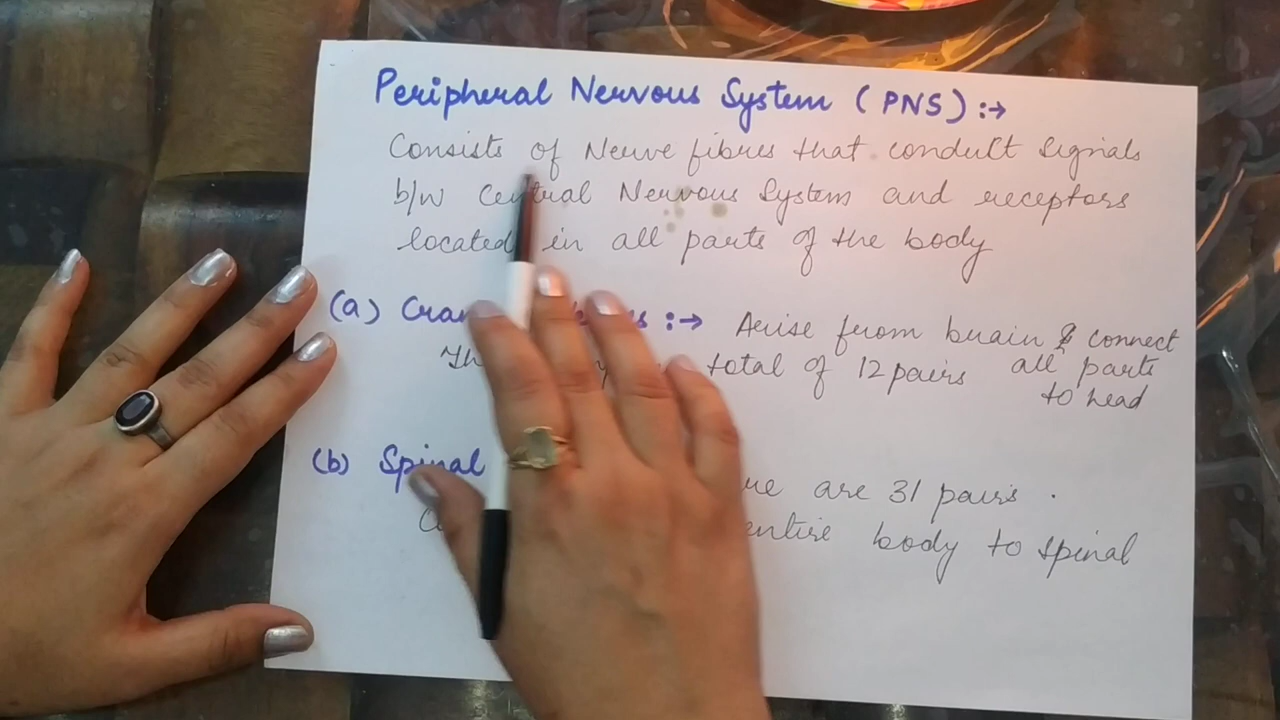 Peripheral Nervous System (PNS) :→
Consists of Nerve fibres that conduct signals
b/w central Nervous System and receptors
located in all parts of the body
(a) :→ Arise from brain & connect
total of 12 pairs all parts
to head
(b) Spinal
are 31 pairs .
entire body to spinal